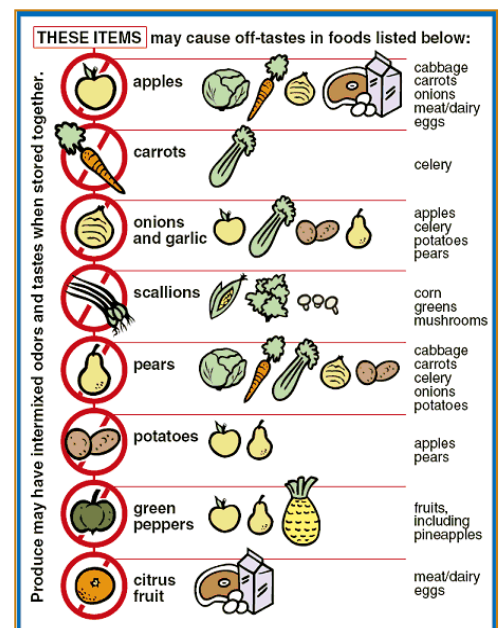 THESE ITEMS may cause off-tastes in foods listed below:
Produce may have intermixed odors and tastes when stored together.
apples
cabbage
carrots
onions
meat/dairy
eggs
carrots
celery
onions
and garlic
apples
celery
potatoes
pears
scallions
corn
greens
mushrooms
pears
cabbage
carrots
celery
onions
potatoes
potatoes
apples
pears
green
peppers
fruits,
including
pineapples
citrus
fruit
meat/dairy
eggs